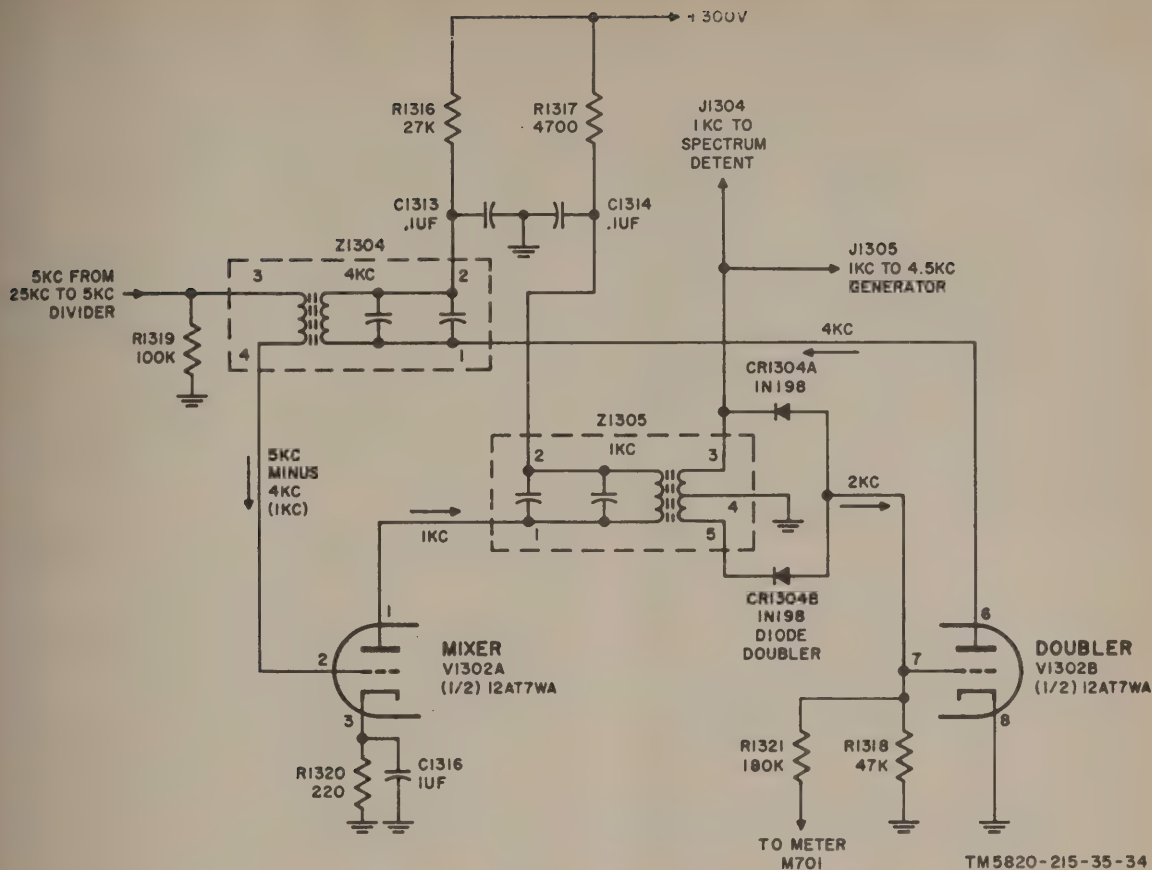 +300V
R1316
27K
R1317
4700
J1304
1KC TO
SPECTRUM
DETENT
C1313
.1UF
C1314
.1UF
J1305
1KC TO 4.5KC
GENERATOR
Z1304
3
4KC
2
5KC FROM
25KC TO 5KC
DIVIDER
R1319
100K
4
1
4KC
CR1304A
IN198
Z1305
1KC
2
3
5KC
MINUS
4KC
(1KC)
2KC
4
1KC
1
5
CR1304B
IN198
DIODE
DOUBLER
1
MIXER
V1302A
(1/2) 12AT7WA
2
3
6
DOUBLER
V1302B
(1/2) 12AT7WA
7
8
R1320
220
C1316
1UF
R1321
180K
R1318
47K
TO METER
M701
TM5820-215-35-34